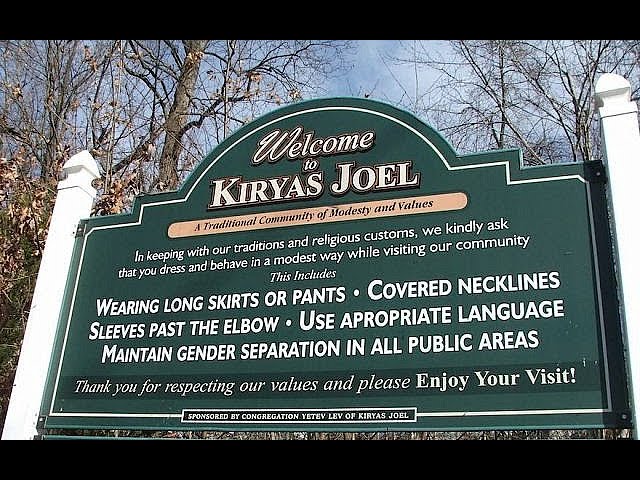 Welcome
to
KIRYAS JOEL
A Traditional Community of Modesty and Values
In keeping with our traditions and religious customs, we kindly ask
that you dress and behave in a modest way while visiting our community
This Includes
WEARING LONG SKIRTS OR PANTS • COVERED NECKLINES
SLEEVES PAST THE ELBOW • USE APROPRIATE LANGUAGE
MAINTAIN GENDER SEPARATION IN ALL PUBLIC AREAS
Thank you for respecting our values and please Enjoy Your Visit!
SPONSORED BY CONGREGATION YETEV LEV OF KIRYAS JOEL